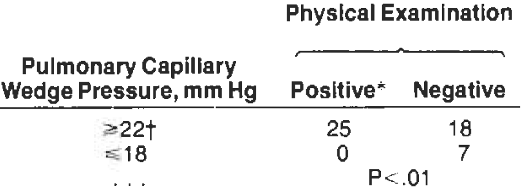 Physical Examination
Pulmonary Capillary
Wedge Pressure, mm Hg Positive* Negative
≥22† 25 18
≤18 0 7
P<.01